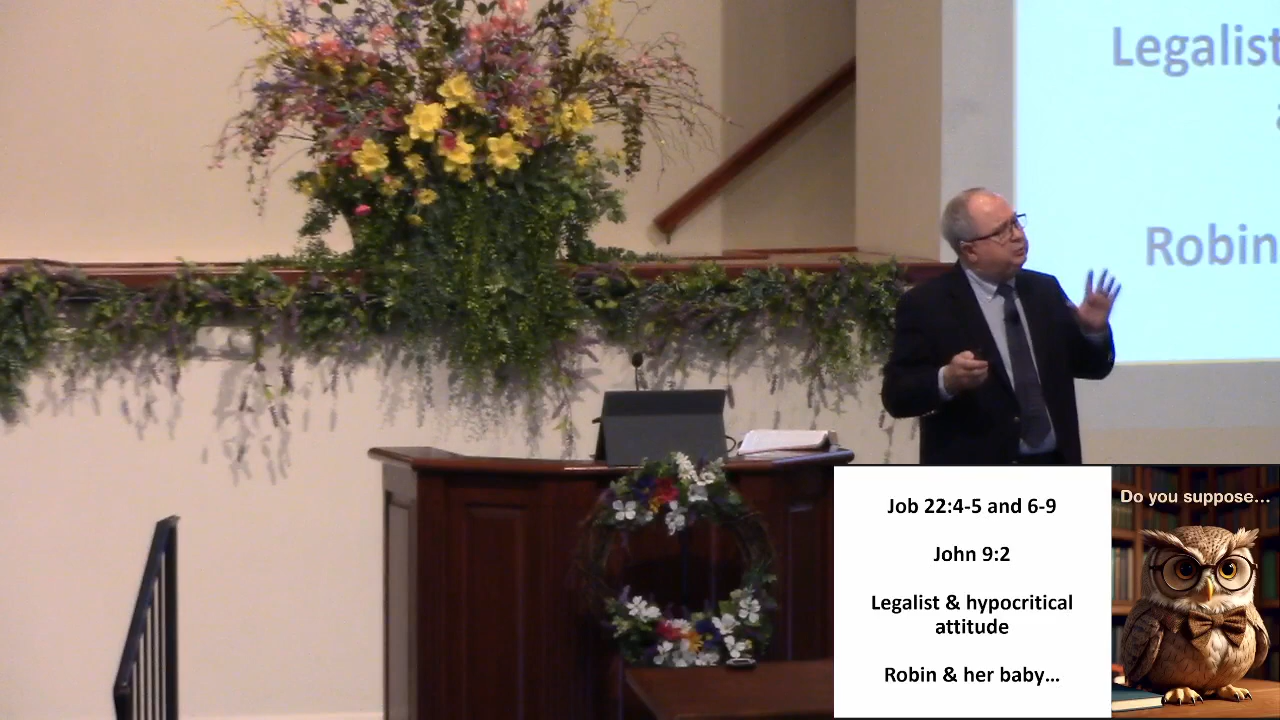 Legalist
Robin
Job 22:4-5 and 6-9
John 9:2
Legalist & hypocritical
attitude
Robin & her baby...
Do you suppose...